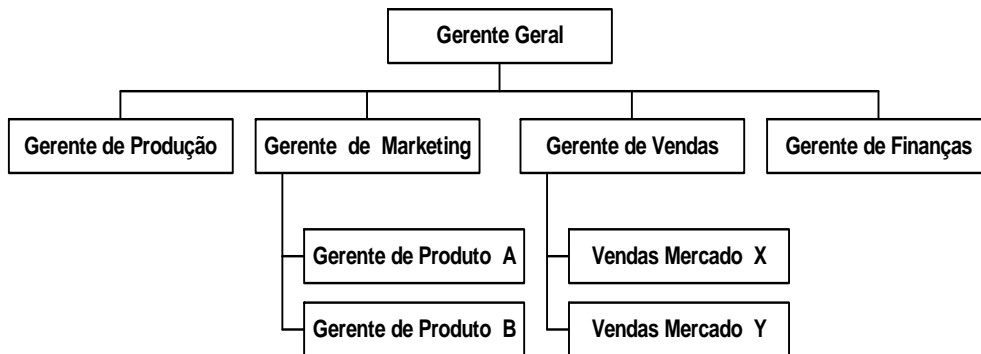 Gerente Geral
Gerente de Produção
Gerente de Marketing
Gerente de Vendas
Gerente de Finanças
Gerente de Produto A
Vendas Mercado X
Gerente de Produto B
Vendas Mercado Y